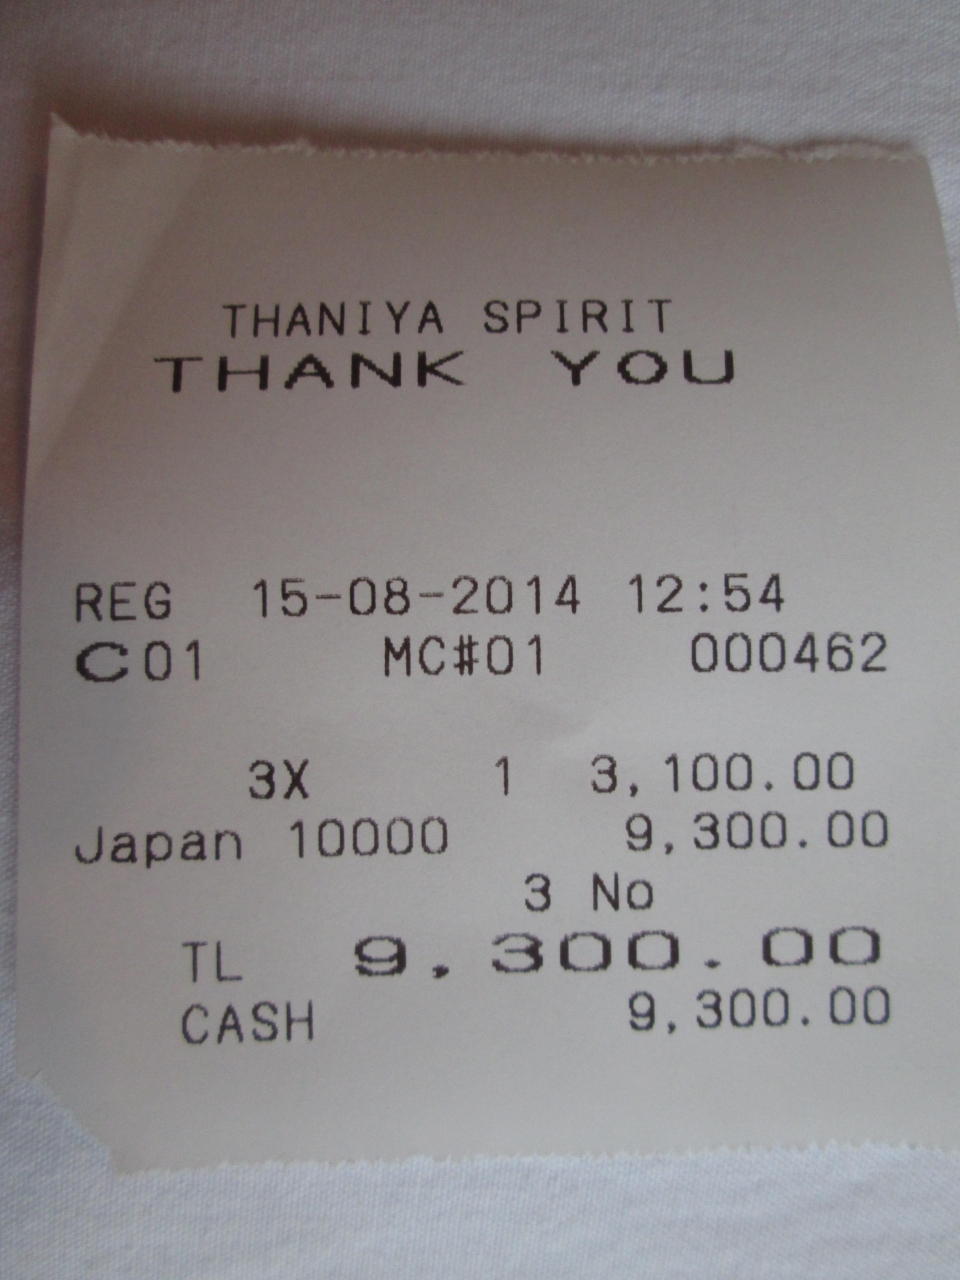 THANIYA SPIRIT
THANK YOU
REG 15-08-2014 12:54
C01 MC#01 000462
3X 1 3,100.00
Japan 10000 9,300.00
3 No
TL 9,300.00
CASH 9,300.00